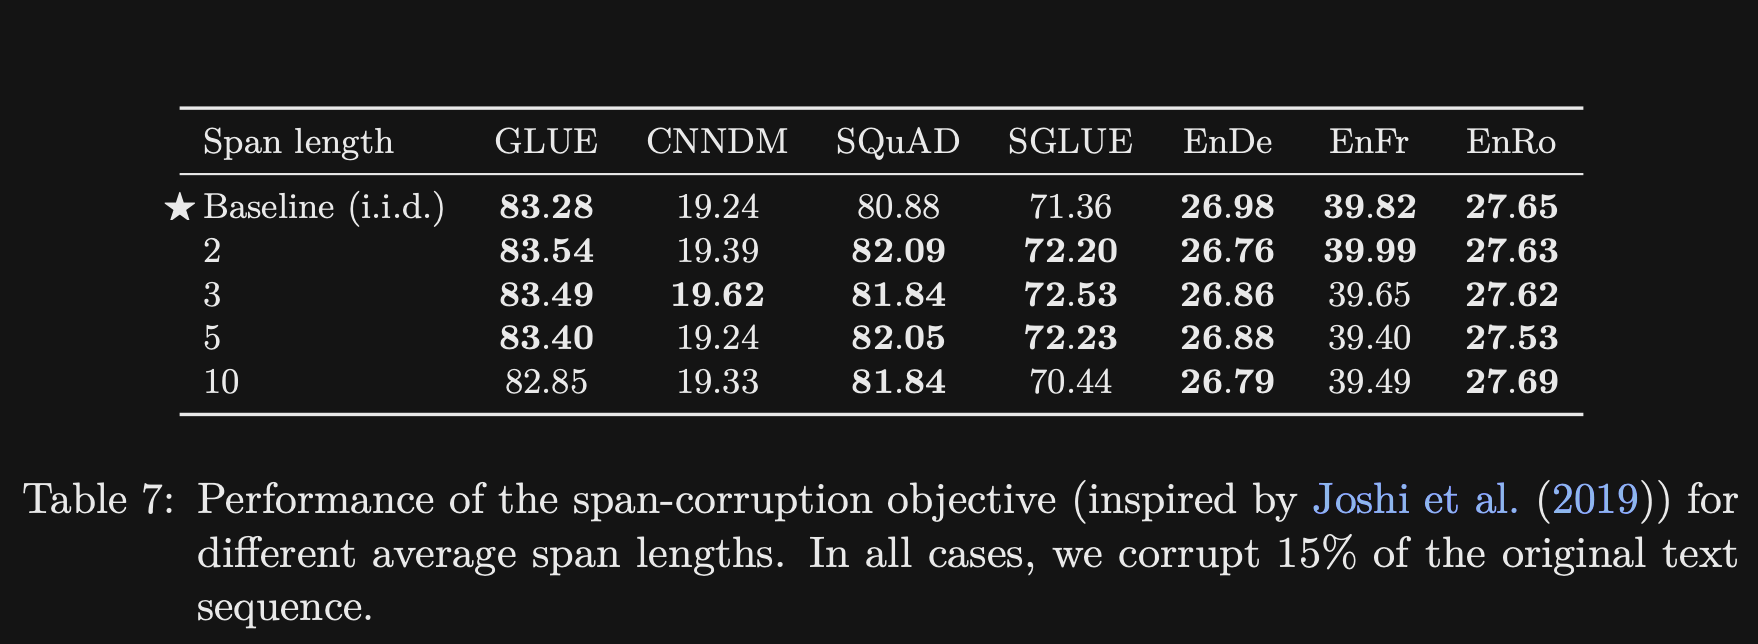 Span length GLUE CNNDM SQuAD SGLUE EnDe EnFr EnRo
★ Baseline (i.i.d.) 83.28 19.24 80.88 71.36 26.98 39.82 27.65
2 83.54 19.39 82.09 72.20 26.76 39.99 27.63
3 83.49 19.62 81.84 72.53 26.86 39.65 27.62
5 83.40 19.24 82.05 72.23 26.88 39.40 27.53
10 82.85 19.33 81.84 70.44 26.79 39.49 27.69
Table 7: Performance of the span-corruption objective (inspired by Joshi et al. (2019)) for
different average span lengths. In all cases, we corrupt 15% of the original text
sequence.